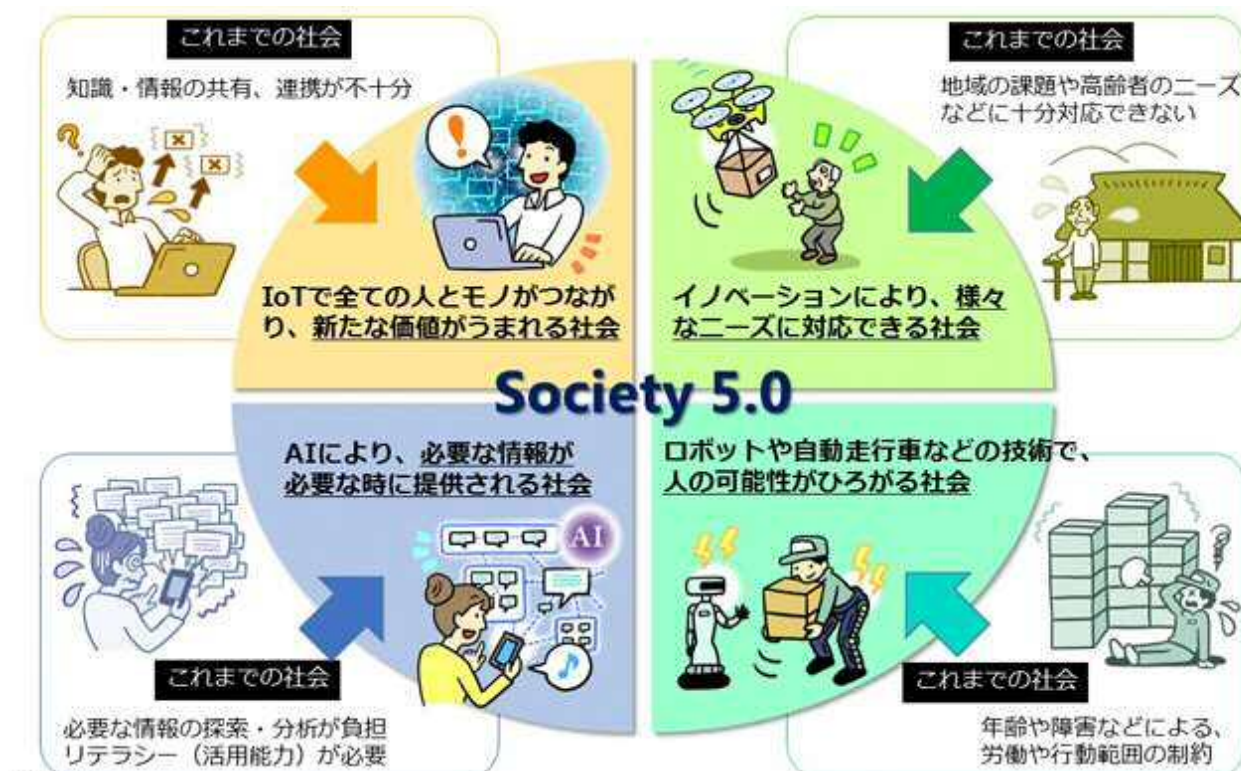 これまでの社会
知識・情報の共有、連携が不十分
IoTで全ての人とモノがつなが
り、新たな価値がうまれる社会
これまでの社会
地域の課題や高齢者のニーズ
などに十分対応できない
イノベーションにより、様々
なニーズに対応できる社会
Society 5.0
AIにより、必要な情報が
必要な時に提供される社会
AI
これまでの社会
必要な情報の探索・分析が負担
リテラシー（活用能力）が必要
ロボットや自動走行車などの技術で、
人の可能性がひろがる社会
これまでの社会
年齢や障害などによる、
労働や行動範囲の制約